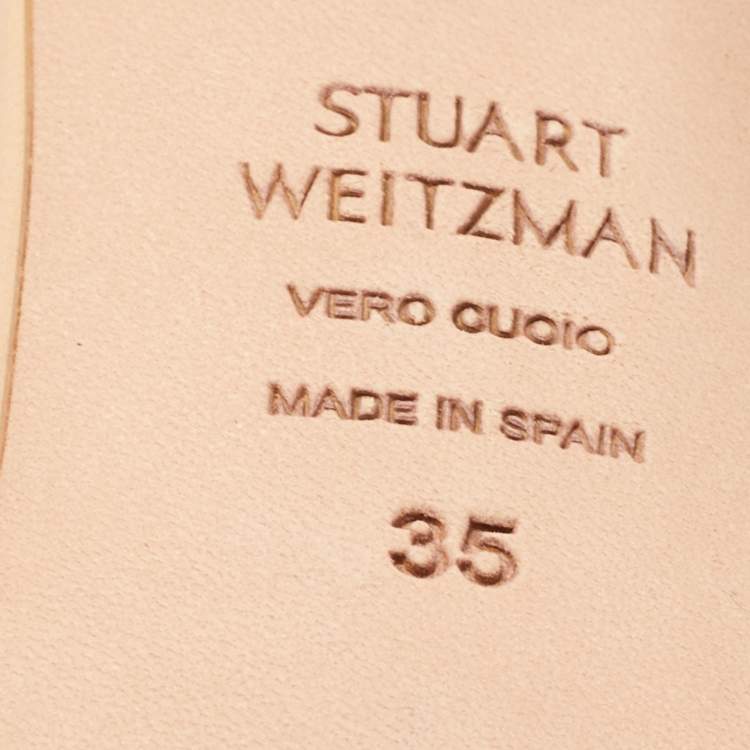 STUART
WEITZMAN
VERO CUOIO
MADE IN SPAIN
35